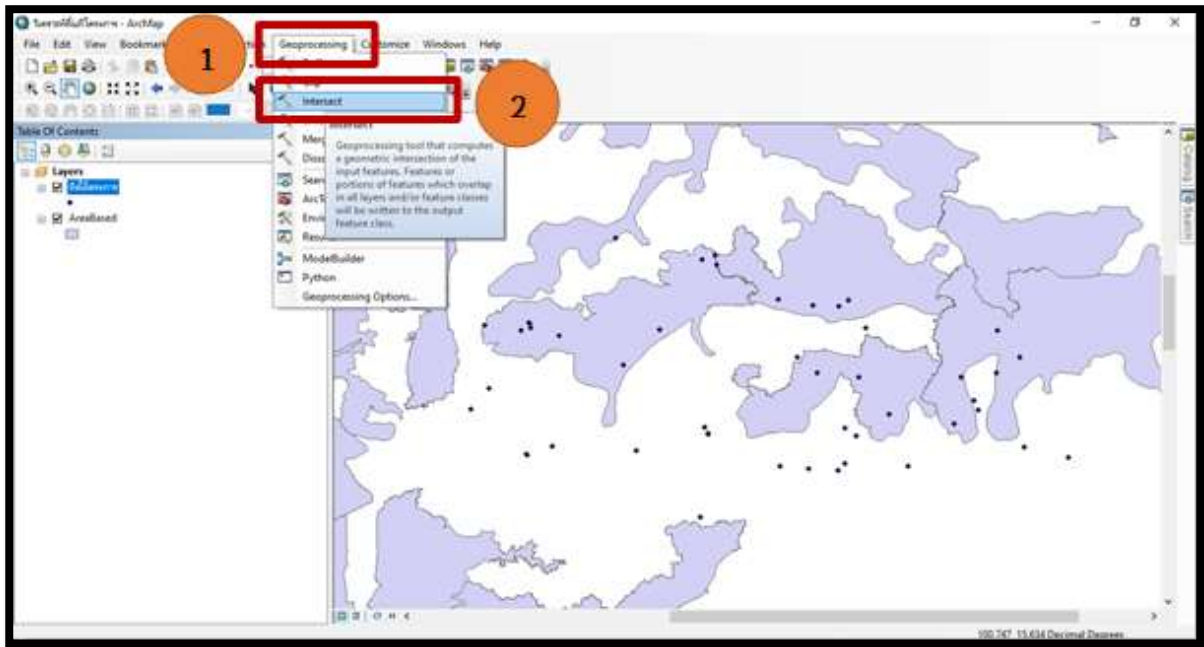 - ArcMap
File Edit View Geoprocessing Windows Help
1
Intersect
2
Intersect
Geoprocessing tool that computes
a geometric intersection of the
input features. Features or
portions of features which overlap
in all layers and/or feature classes
will be written to the output
feature class.
ModelBuilder
Python
Geoprocessing Options...
Table Of Contents
Layers
AreaBased
Catalog
Search
100.747 15.634 Decimal Degrees